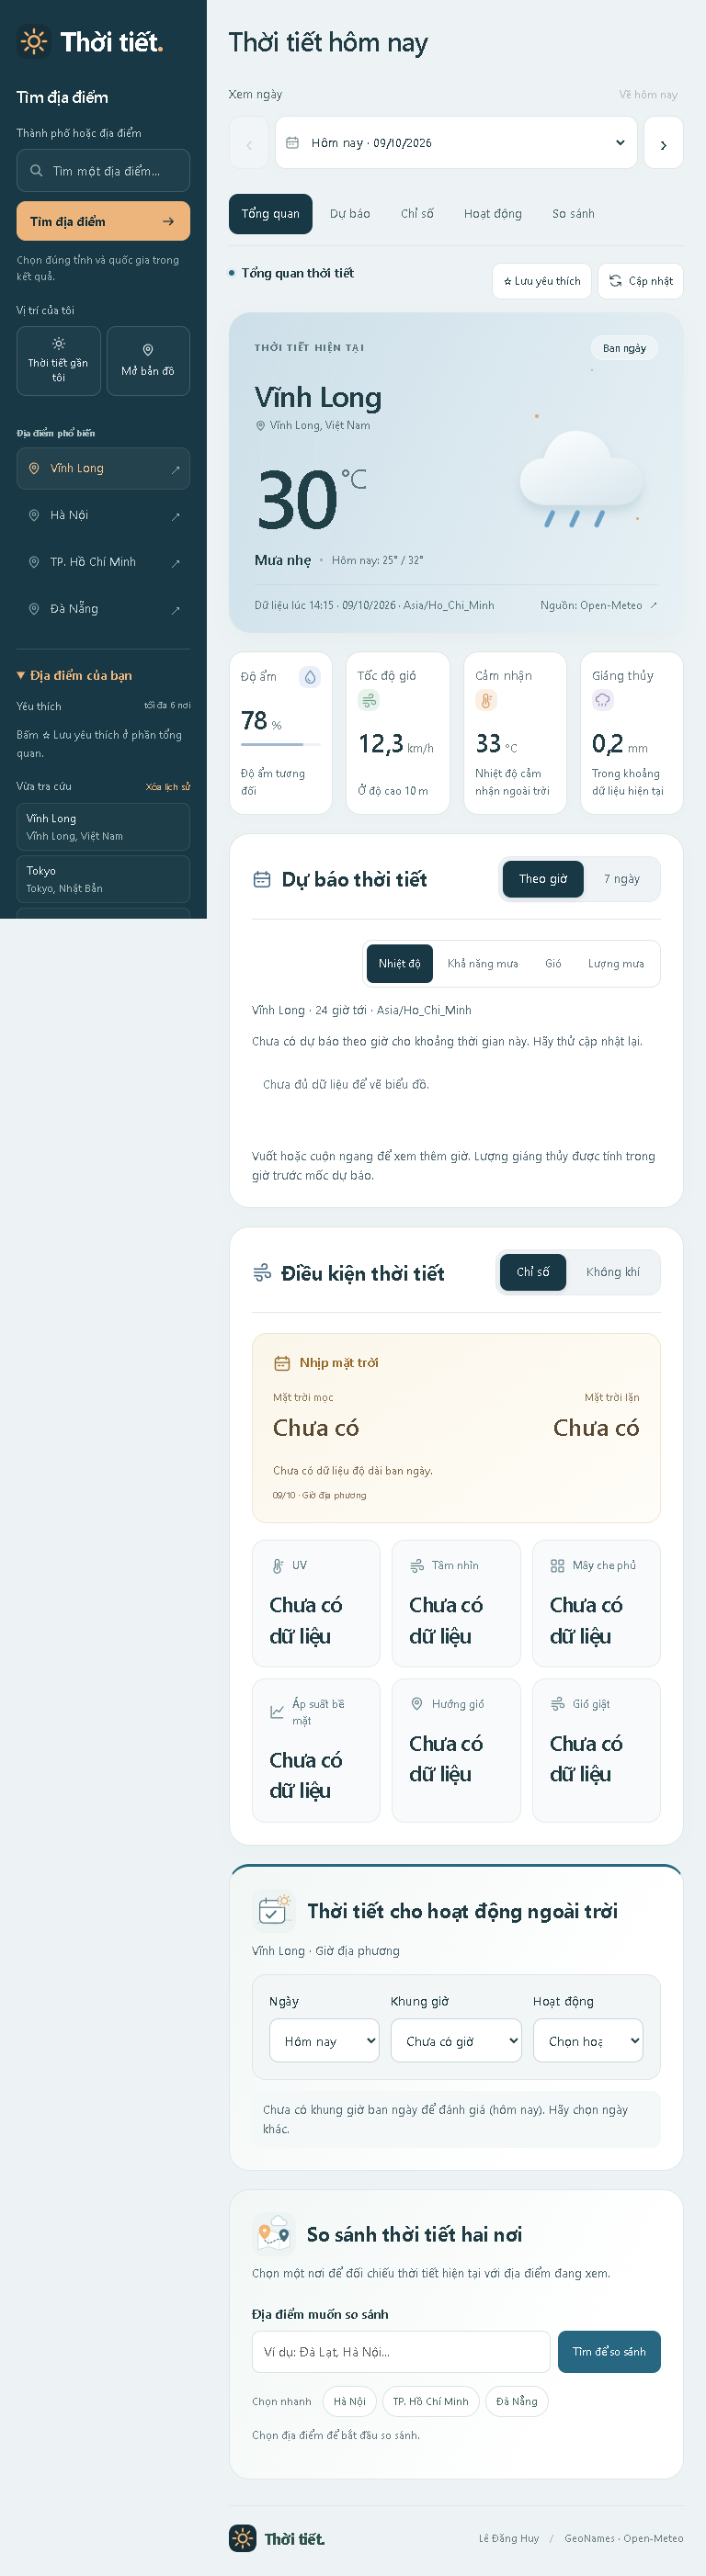 Thời tiết.
Tìm địa điểm
Thành phố hoặc địa điểm
Tìm một địa điểm...
Tìm địa điểm →
Chọn đúng tỉnh và quốc gia trong
kết quả.
Vị trí của tôi
Thời tiết gần
tôi
Mở bản đồ
Địa điểm phổ biến
Vĩnh Long ↗
Hà Nội ↗
TP. Hồ Chí Minh ↗
Đà Nẵng ↗
▼ Địa điểm của bạn
Yêu thích tối đa 6 nơi
Bấm ☆ Lưu yêu thích ở phần tổng
quan.
Vừa tra cứu Xóa lịch sử
Vĩnh Long
Vĩnh Long, Việt Nam
Tokyo
Tokyo, Nhật Bản
Thời tiết hôm nay
Xem ngày Về hôm nay
‹ Hôm nay · 09/10/2026 ›
Tổng quan Dự báo Chỉ số Hoạt động So sánh
Tổng quan thời tiết ☆ Lưu yêu thích Cập nhật
THỜI TIẾT HIỆN TẠI Ban ngày
Vĩnh Long
Vĩnh Long, Việt Nam
30°C
Mưa nhẹ • Hôm nay: 25° / 32°
Dữ liệu lúc 14:15 · 09/10/2026 · Asia/Ho_Chi_Minh Nguồn: Open-Meteo ↗
Độ ẩm
78 %
Độ ẩm tương
đối
Tốc độ gió
12,3 km/h
Ở độ cao 10 m
Cảm nhận
33 °C
Nhiệt độ cảm
nhận ngoài trời
Giáng thủy
0,2 mm
Trong khoảng
dữ liệu hiện tại
Dự báo thời tiết Theo giờ 7 ngày
Nhiệt độ Khả năng mưa Gió Lượng mưa
Vĩnh Long · 24 giờ tới · Asia/Ho_Chi_Minh
Chưa có dự báo theo giờ cho khoảng thời gian này. Hãy thử cập nhật lại.
Chưa đủ dữ liệu để vẽ biểu đồ.
Vuốt hoặc cuộn ngang để xem thêm giờ. Lượng giáng thủy được tính trong
giờ trước mốc dự báo.
Điều kiện thời tiết Chỉ số Không khí
Nhịp mặt trời
Mặt trời mọc Mặt trời lặn
Chưa có Chưa có
Chưa có dữ liệu độ dài ban ngày.
09/10 · Giờ địa phương
UV
Chưa có
dữ liệu
Tầm nhìn
Chưa có
dữ liệu
Mây che phủ
Chưa có
dữ liệu
Áp suất bề
mặt
Chưa có
dữ liệu
Hướng gió
Chưa có
dữ liệu
Gió giật
Chưa có
dữ liệu
Thời tiết cho hoạt động ngoài trời
Vĩnh Long · Giờ địa phương
Ngày Khung giờ Hoạt động
Hôm nay Chưa có giờ Chọn hoạ
Chưa có khung giờ ban ngày để đánh giá (hôm nay). Hãy chọn ngày
khác.
So sánh thời tiết hai nơi
Chọn một nơi để đối chiếu thời tiết hiện tại với địa điểm đang xem.
Địa điểm muốn so sánh
Ví dụ: Đà Lạt, Hà Nội... Tìm để so sánh
Chọn nhanh Hà Nội TP. Hồ Chí Minh Đà Nẵng
Chọn địa điểm để bắt đầu so sánh.
Thời tiết. Lê Đăng Huy / GeoNames · Open-Meteo